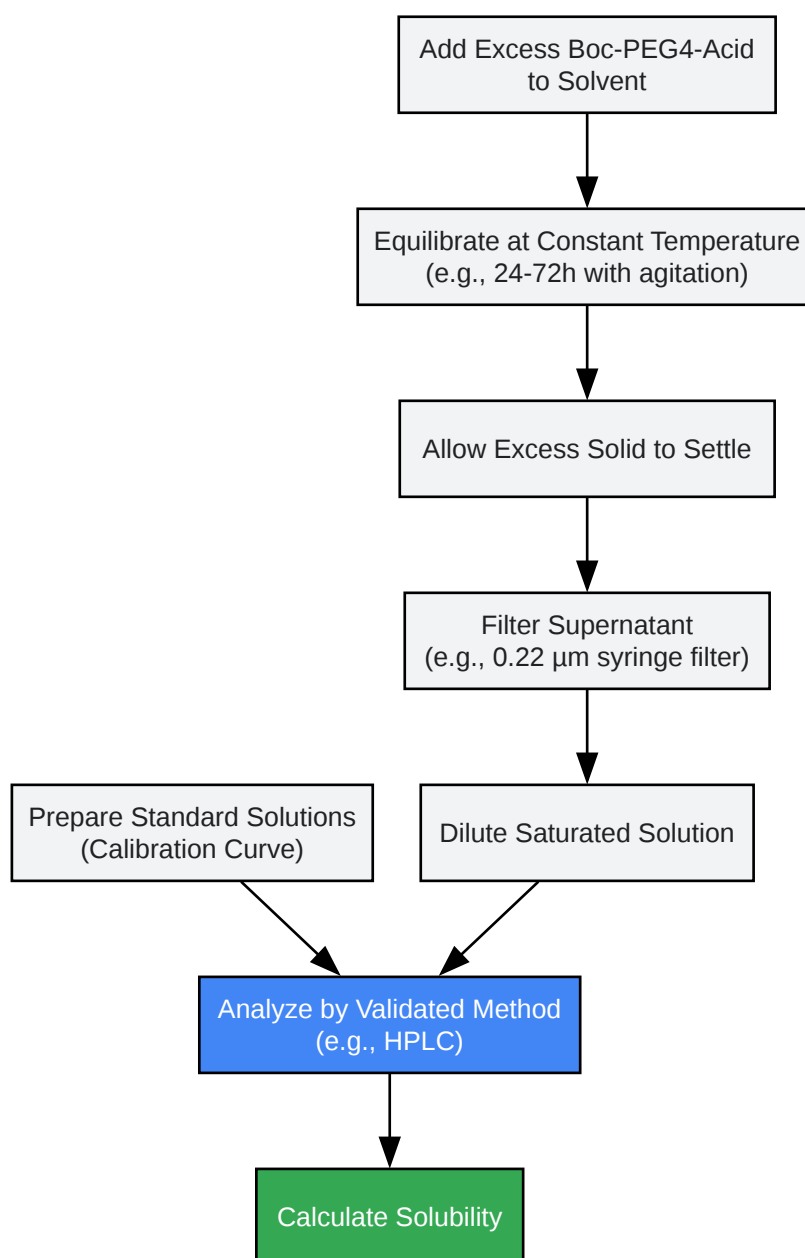 Add Excess Boc-PEG4-Acid
to Solvent
Equilibrate at Constant Temperature
(e.g., 24-72h with agitation)
Allow Excess Solid to Settle
Filter Supernatant
(e.g., 0.22 µm syringe filter)
Prepare Standard Solutions
(Calibration Curve)
Dilute Saturated Solution
Analyze by Validated Method
(e.g., HPLC)
Calculate Solubility